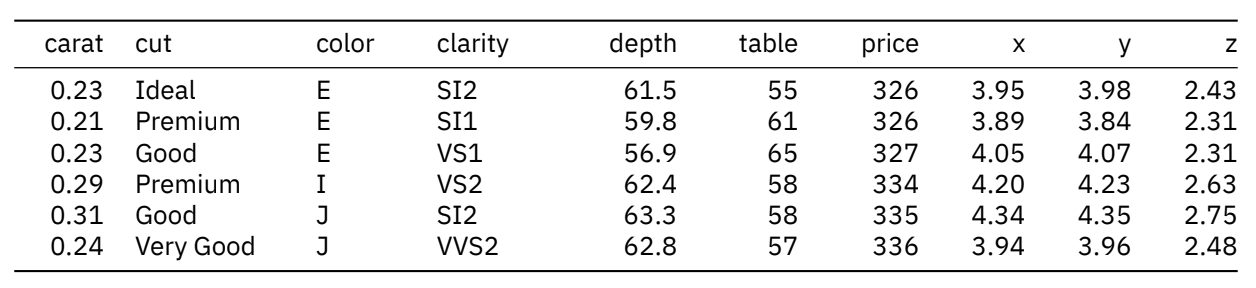 carat cut color clarity depth table price x y z
0.23 Ideal E SI2 61.5 55 326 3.95 3.98 2.43
0.21 Premium E SI1 59.8 61 326 3.89 3.84 2.31
0.23 Good E VS1 56.9 65 327 4.05 4.07 2.31
0.29 Premium I VS2 62.4 58 334 4.20 4.23 2.63
0.31 Good J SI2 63.3 58 335 4.34 4.35 2.75
0.24 Very Good J VVS2 62.8 57 336 3.94 3.96 2.48